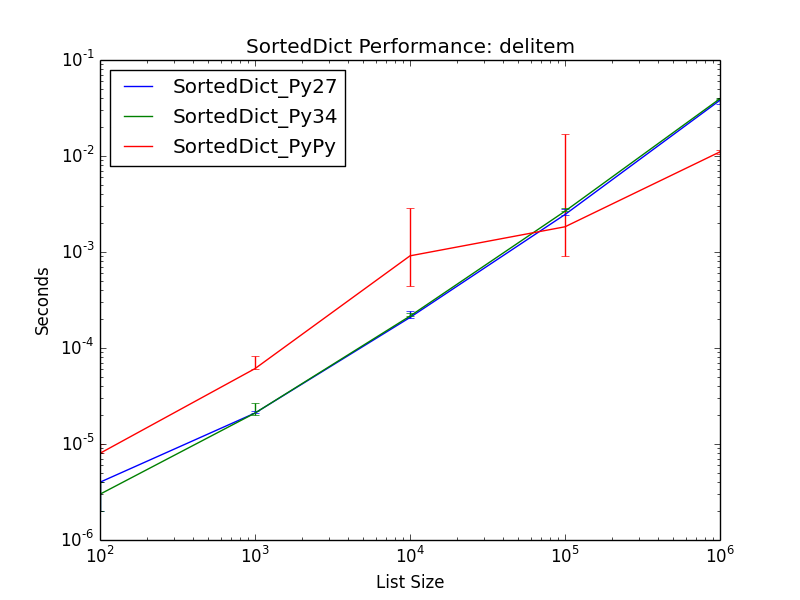 SortedDict Performance: delitem
SortedDict_Py27
SortedDict_Py34
SortedDict_PyPy
Seconds
10^-1
10^-2
10^-3
10^-4
10^-5
10^-6
10^2 10^3 10^4 10^5 10^6
List Size